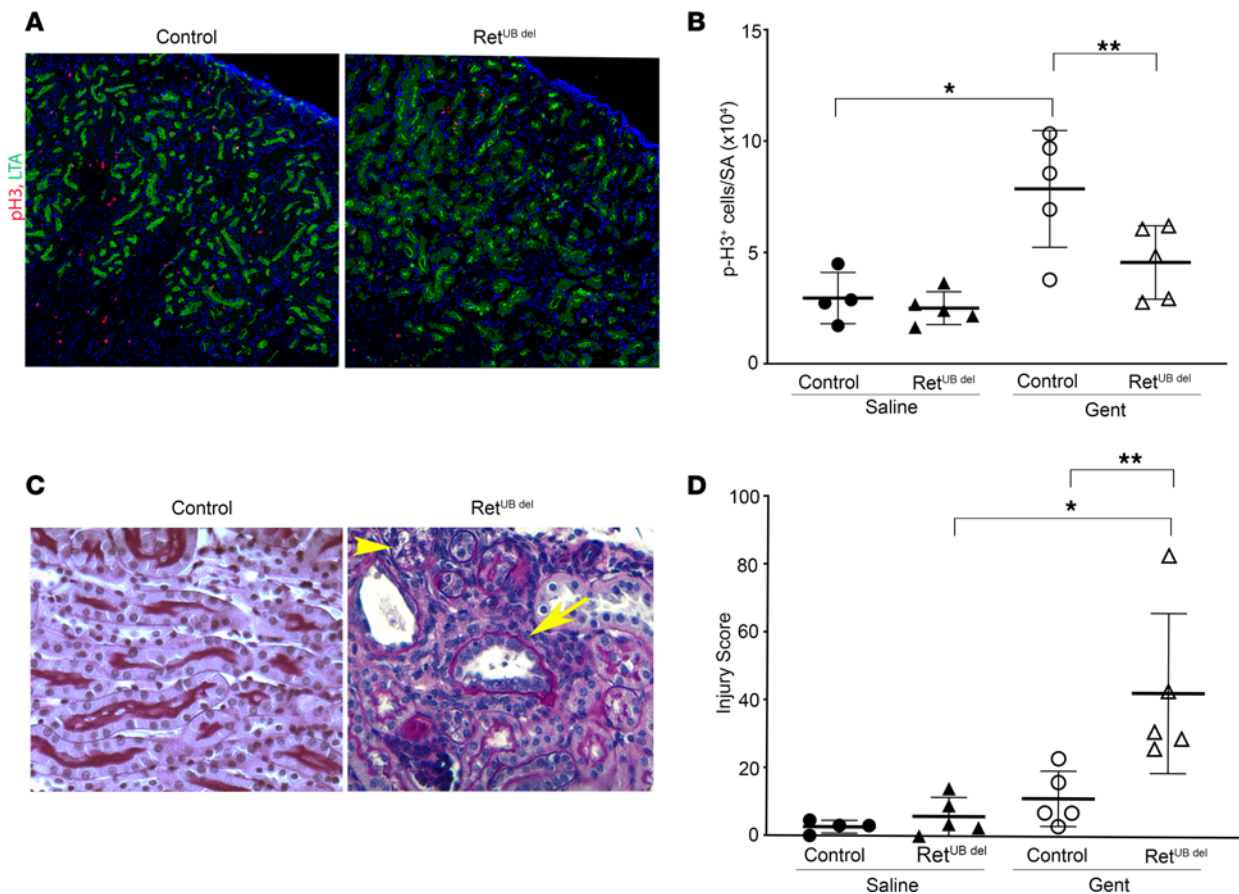 A
Control
Ret^UB del
pH3, LTA
B
15
10
5
0
p-H3⁺ cells/SA (x10⁴)
*
**
Control
Ret^UB del
Control
Ret^UB del
Saline
Gent
C
Control
Ret^UB del
D
100
80
60
40
20
0
Injury Score
*
**
Control
Ret^UB del
Control
Ret^UB del
Saline
Gent